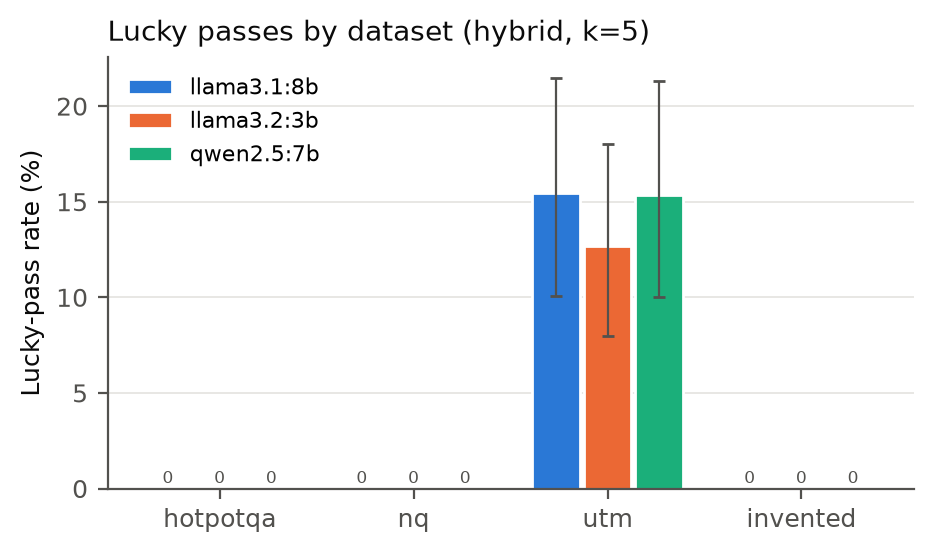 Lucky passes by dataset (hybrid, k=5)
llama3.1:8b
llama3.2:3b
qwen2.5:7b
Lucky-pass rate (%)
20
15
10
5
0
0 0 0 0 0 0 0 0 0
hotpotqa nq utm invented